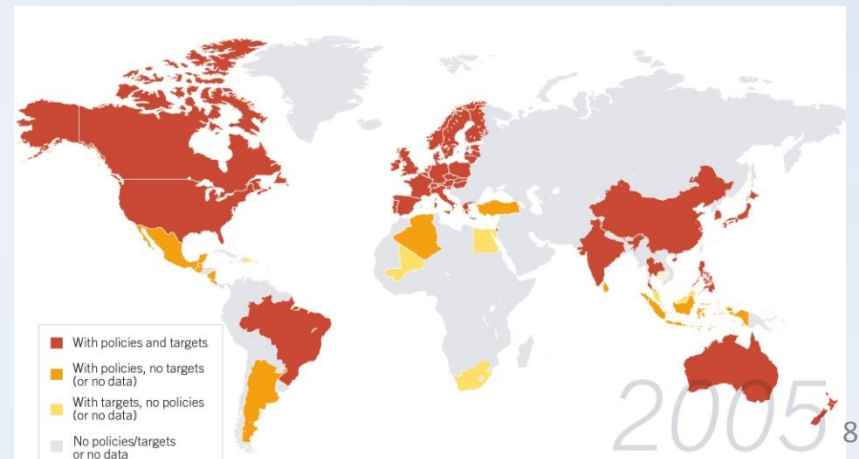 With policies and targets
With policies, no targets
(or no data)
With targets, no policies
(or no data)
No policies/targets
or no data
2005
8